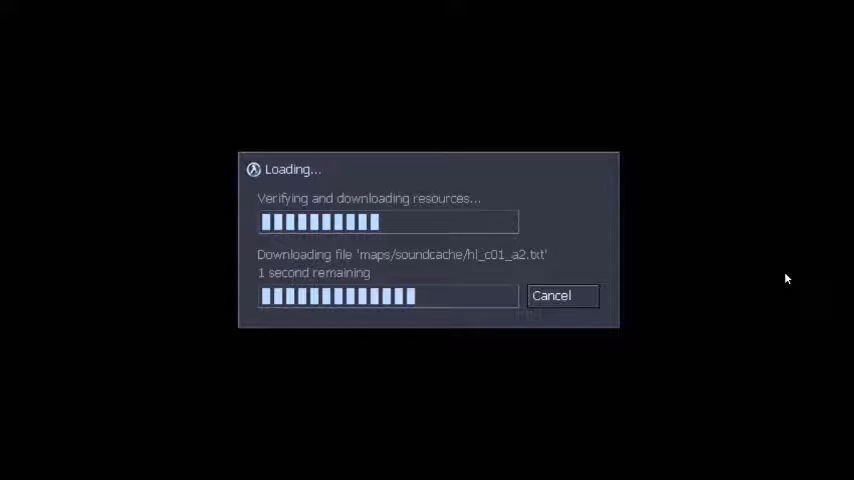 Loading...
Verifying and downloading resources...
Downloading file 'maps/soundcache/hl_c01_a2.txt'
1 second remaining
Cancel